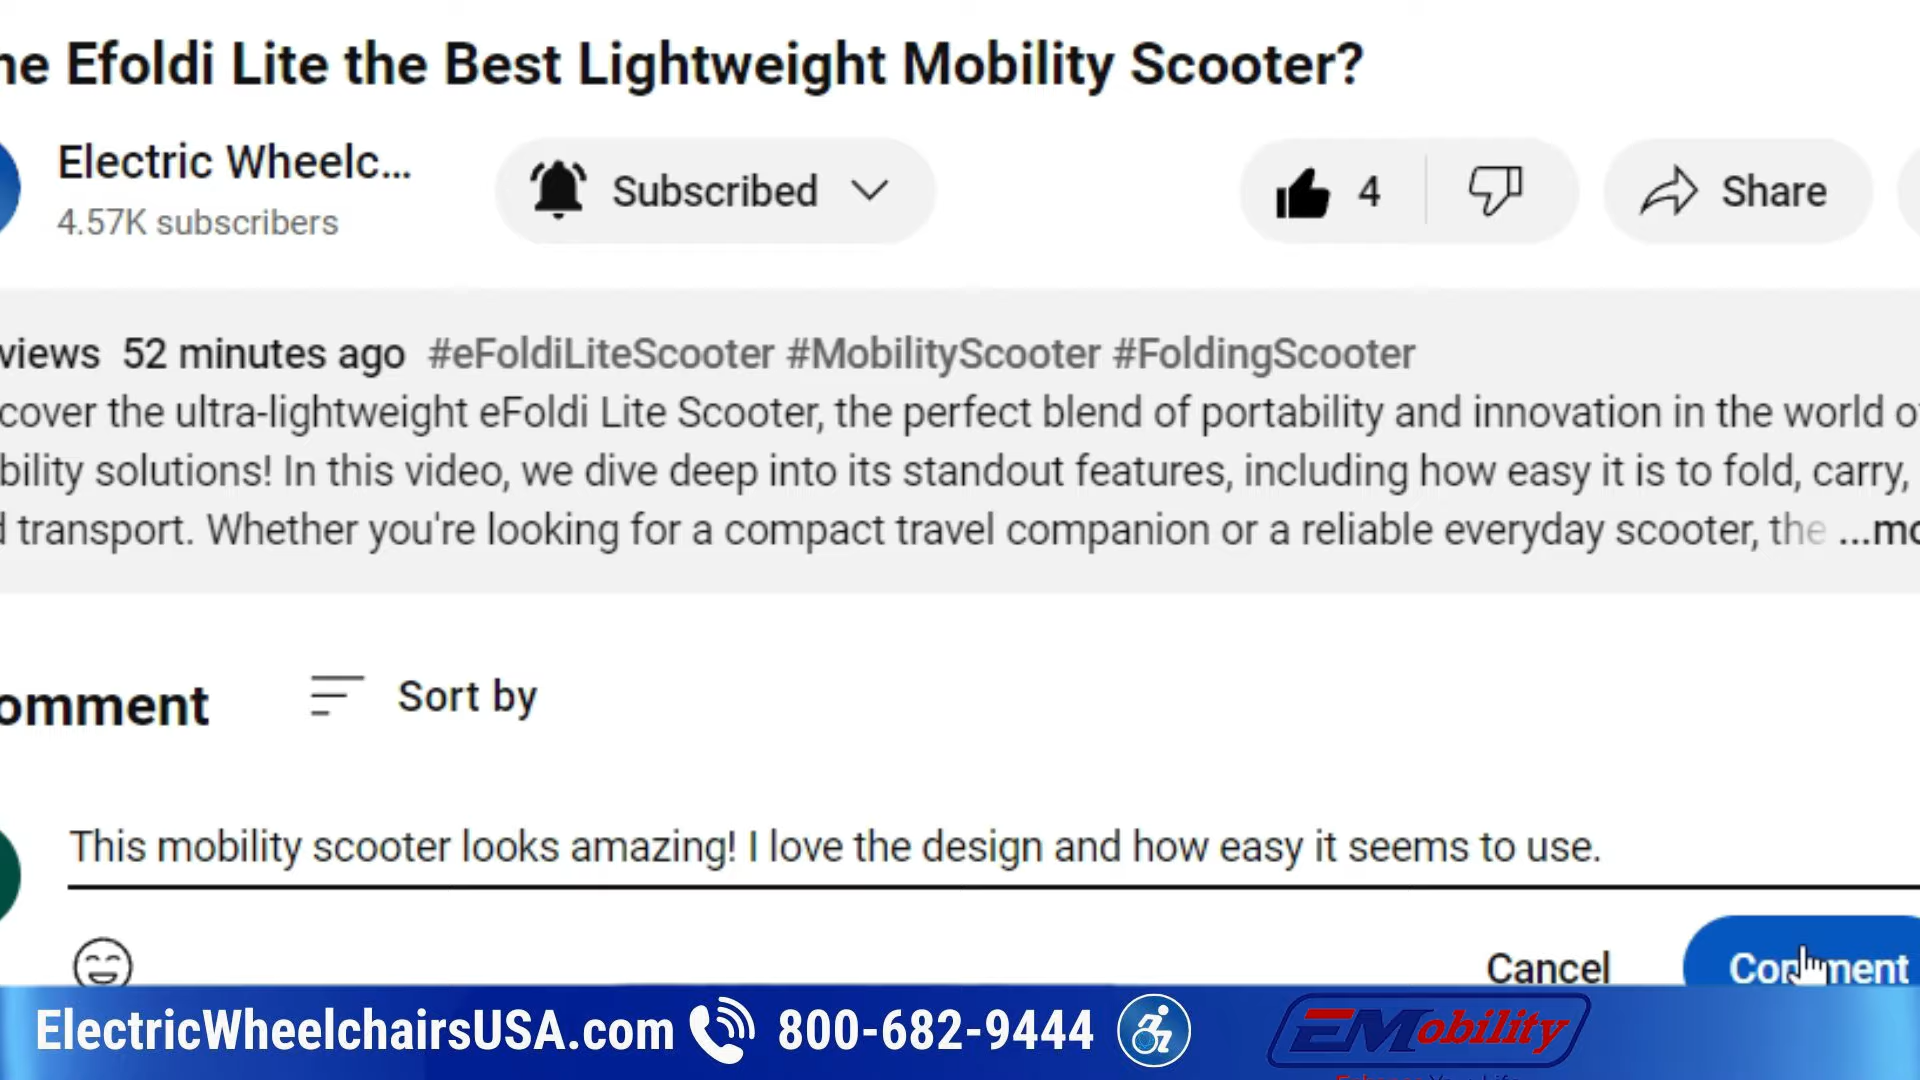 he Efoldi Lite the Best Lightweight Mobility Scooter?
Electric Wheelc...
4.57K subscribers
Subscribed
4
Share
views 52 minutes ago #eFoldiLiteScooter #MobilityScooter #FoldingScooter
cover the ultra-lightweight eFoldi Lite Scooter, the perfect blend of portability and innovation in the world o
bility solutions! In this video, we dive deep into its standout features, including how easy it is to fold, carry,
d transport. Whether you're looking for a compact travel companion or a reliable everyday scooter, the ...mo
omment
Sort by
This mobility scooter looks amazing! I love the design and how easy it seems to use.
Cancel
Comment
ElectricWheelchairsUSA.com 800-682-9444 EMobility